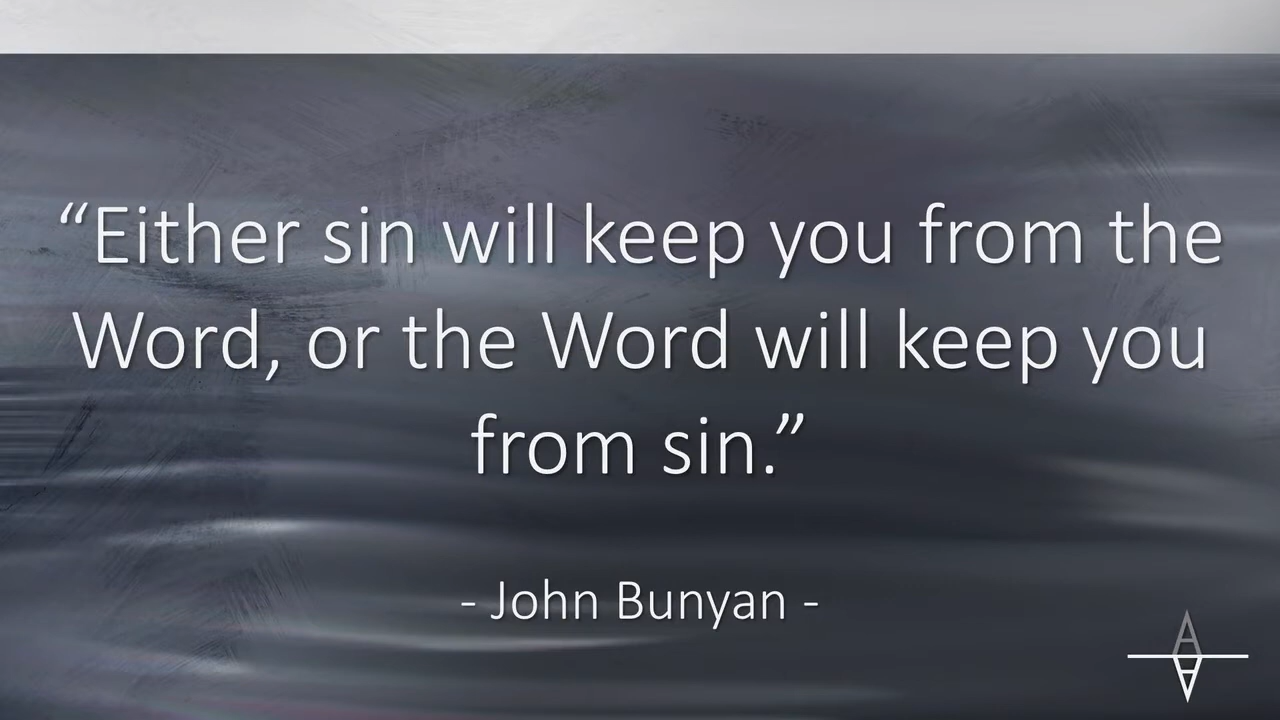 “Either sin will keep you from the
Word, or the Word will keep you
from sin.”
- John Bunyan -